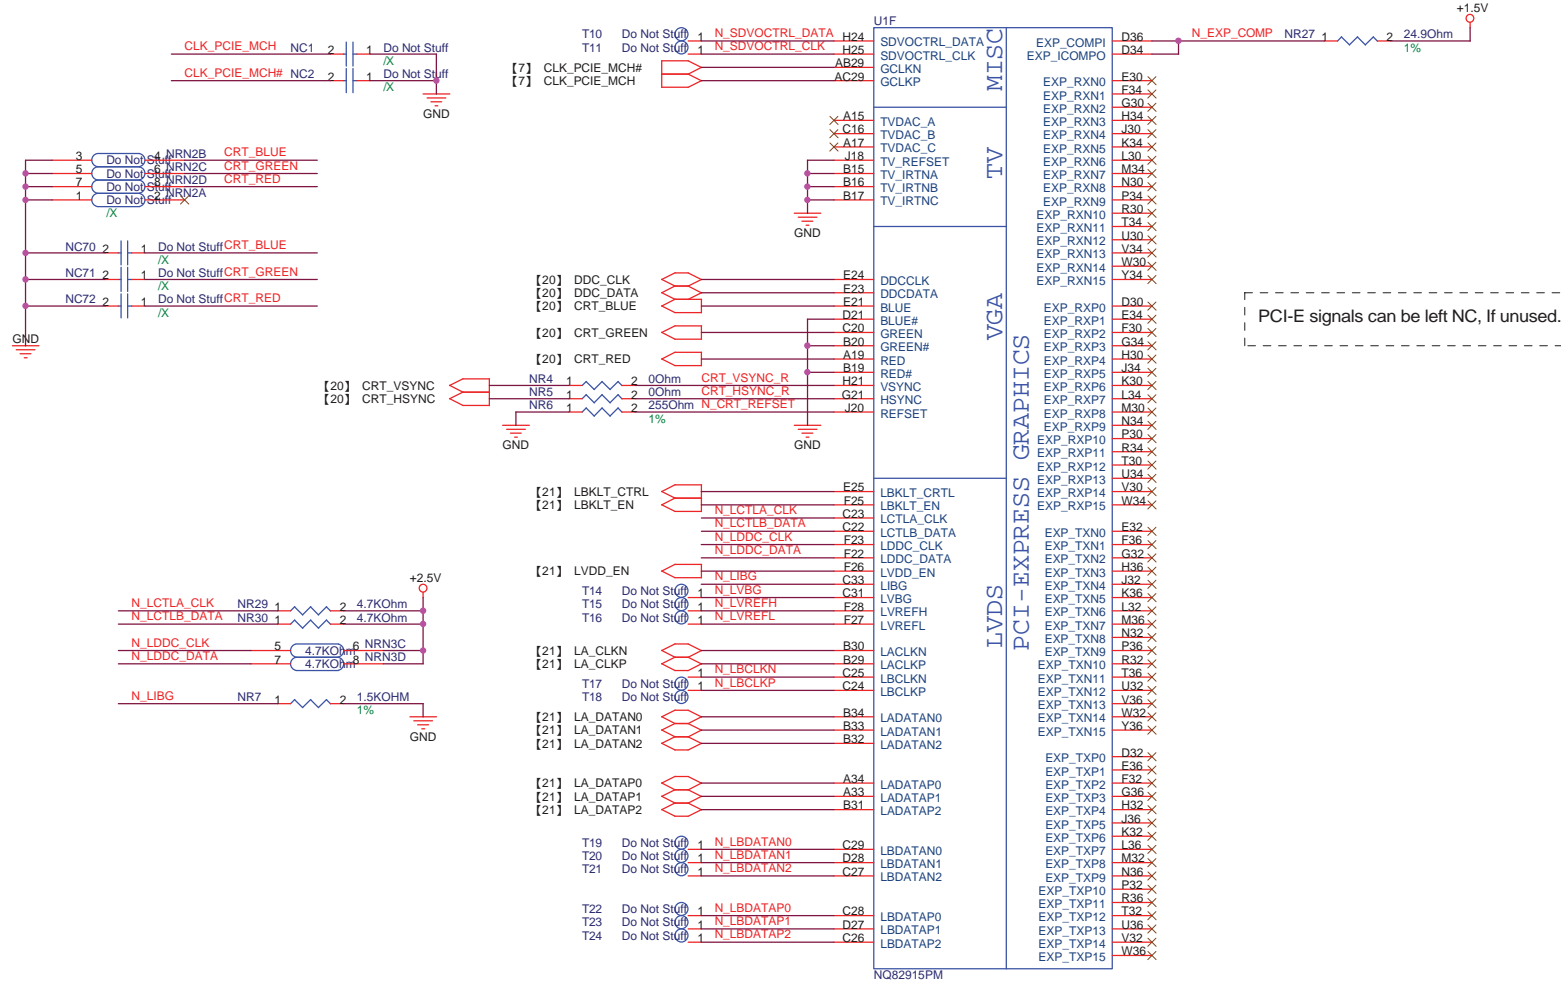 CLK_PCIE_MCH NC1 2 1 Do Not Stuff
/X
CLK_PCIE_MCH# NC2 2 1 Do Not Stuff
/X
GND
3 Do Not Stuff 4 NRN2B CRT_BLUE
5 Do Not Stuff 6 NRN2C CRT_GREEN
7 Do Not Stuff 8 NRN2D CRT_RED
1 Do Not Stuff 2 NRN2A
/X
NC70 2 1 Do Not Stuff CRT_BLUE
/X
NC71 2 1 Do Not Stuff CRT_GREEN
/X
NC72 2 1 Do Not Stuff CRT_RED
/X
GND
+2.5V
N_LCTLA_CLK NR29 1 2 4.7KOhm
N_LCTLB_DATA NR30 1 2 4.7KOhm
N_LDDC_CLK 5 4.7KOhm 6 NRN3C
N_LDDC_DATA 7 4.7KOhm 8 NRN3D
N_LIBG NR7 1 2 1.5KOHM
1%
GND
U1F
T10 Do Not Stuff 1 N_SDVOCTRL_DATA H24 SDVOCTRL_DATA
T11 Do Not Stuff 1 N_SDVOCTRL_CLK H25 SDVOCTRL_CLK
【7】 CLK_PCIE_MCH# AB29 GCLKN
【7】 CLK_PCIE_MCH AC29 GCLKP
MISC
A15 TVDAC_A
C16 TVDAC_B
A17 TVDAC_C
J18 TV_REFSET
B15 TV_IRTNA
B16 TV_IRTNB
B17 TV_IRTNC
TV
GND
【20】 DDC_CLK E24 DDCCLK
【20】 DDC_DATA E23 DDCDATA
【20】 CRT_BLUE E21 BLUE
D21 BLUE#
【20】 CRT_GREEN C20 GREEN
B20 GREEN#
【20】 CRT_RED A19 RED
B19 RED#
【20】 CRT_VSYNC NR4 1 2 0Ohm CRT_VSYNC_R H21 VSYNC
【20】 CRT_HSYNC NR5 1 2 0Ohm CRT_HSYNC_R G21 HSYNC
NR6 1 2 255Ohm N_CRT_REFSET J20 REFSET
1%
GND
GND
VGA
【21】 LBKLT_CTRL E25 LBKLT_CRTL
【21】 LBKLT_EN F25 LBKLT_EN
N_LCTLA_CLK C23 LCTLA_CLK
N_LCTLB_DATA C22 LCTLB_DATA
N_LDDC_CLK F23 LDDC_CLK
N_LDDC_DATA F22 LDDC_DATA
【21】 LVDD_EN F26 LVDD_EN
N_LIBG C33 LIBG
T14 Do Not Stuff 1 N_LVBG C31 LVBG
T15 Do Not Stuff 1 N_LVREFH F28 LVREFH
T16 Do Not Stuff 1 N_LVREFL F27 LVREFL
【21】 LA_CLKN B30 LACLKN
【21】 LA_CLKP B29 LACLKP
T17 Do Not Stuff 1 N_LBCLKN C25 LBCLKN
T18 Do Not Stuff 1 N_LBCLKP C24 LBCLKP
【21】 LA_DATAN0 B34 LADATAN0
【21】 LA_DATAN1 B33 LADATAN1
【21】 LA_DATAN2 B32 LADATAN2
【21】 LA_DATAP0 A34 LADATAP0
【21】 LA_DATAP1 A33 LADATAP1
【21】 LA_DATAP2 B31 LADATAP2
T19 Do Not Stuff 1 N_LBDATAN0 C29 LBDATAN0
T20 Do Not Stuff 1 N_LBDATAN1 D28 LBDATAN1
T21 Do Not Stuff 1 N_LBDATAN2 C27 LBDATAN2
T22 Do Not Stuff 1 N_LBDATAP0 C28 LBDATAP0
T23 Do Not Stuff 1 N_LBDATAP1 D27 LBDATAP1
T24 Do Not Stuff 1 N_LBDATAP2 C26 LBDATAP2
LVDS
NQ82915PM
PCI-EXPRESS GRAPHICS
+1.5V
EXP_COMPI D36 N_EXP_COMP NR27 1 2 24.9Ohm
1%
EXP_ICOMPO D34
EXP_RXN0 E30
EXP_RXN1 F34
EXP_RXN2 G30
EXP_RXN3 H34
EXP_RXN4 J30
EXP_RXN5 K34
EXP_RXN6 L30
EXP_RXN7 M34
EXP_RXN8 N30
EXP_RXN9 P34
EXP_RXN10 R30
EXP_RXN11 T34
EXP_RXN12 U30
EXP_RXN13 V34
EXP_RXN14 W30
EXP_RXN15 Y34
EXP_RXP0 D30
EXP_RXP1 E34
EXP_RXP2 F30
EXP_RXP3 G34
EXP_RXP4 H30
EXP_RXP5 J34
EXP_RXP6 K30
EXP_RXP7 L34
EXP_RXP8 M30
EXP_RXP9 N34
EXP_RXP10 P30
EXP_RXP11 R34
EXP_RXP12 T30
EXP_RXP13 U34
EXP_RXP14 V30
EXP_RXP15 W34
EXP_TXN0 E32
EXP_TXN1 F36
EXP_TXN2 G32
EXP_TXN3 H36
EXP_TXN4 J32
EXP_TXN5 K36
EXP_TXN6 L32
EXP_TXN7 M36
EXP_TXN8 N32
EXP_TXN9 P36
EXP_TXN10 R32
EXP_TXN11 T36
EXP_TXN12 U32
EXP_TXN13 V36
EXP_TXN14 W32
EXP_TXN15 Y36
EXP_TXP0 D32
EXP_TXP1 E36
EXP_TXP2 F32
EXP_TXP3 G36
EXP_TXP4 H32
EXP_TXP5 J36
EXP_TXP6 K32
EXP_TXP7 L36
EXP_TXP8 M32
EXP_TXP9 N36
EXP_TXP10 P32
EXP_TXP11 R36
EXP_TXP12 T32
EXP_TXP13 U36
EXP_TXP14 V32
EXP_TXP15 W36
PCI-E signals can be left NC, If unused.